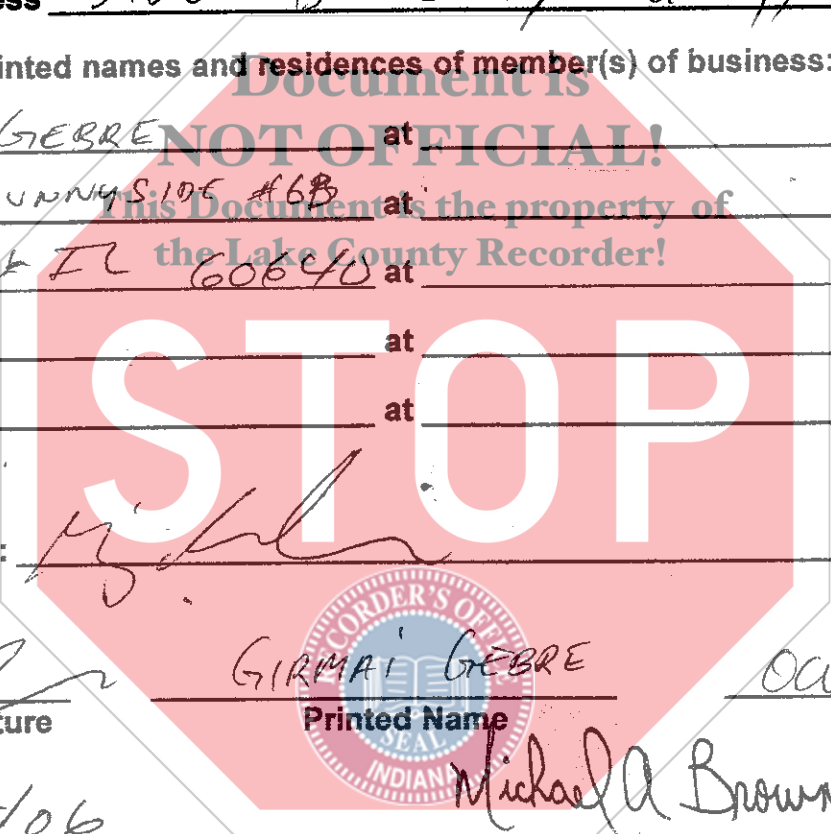 ess
inted names and residences of member(s) of business:
Document is
GEBRE at
NOT OFFICIAL!
UNNYSIDE #6B at
This Document is the property of
IL 60640 at
the Lake County Recorder!
at
at
STOP
GIRMAI GEBRE
ture Printed Name
RECORDER'S OFFI
SEAL
INDIANA
Michael A Brown
/06